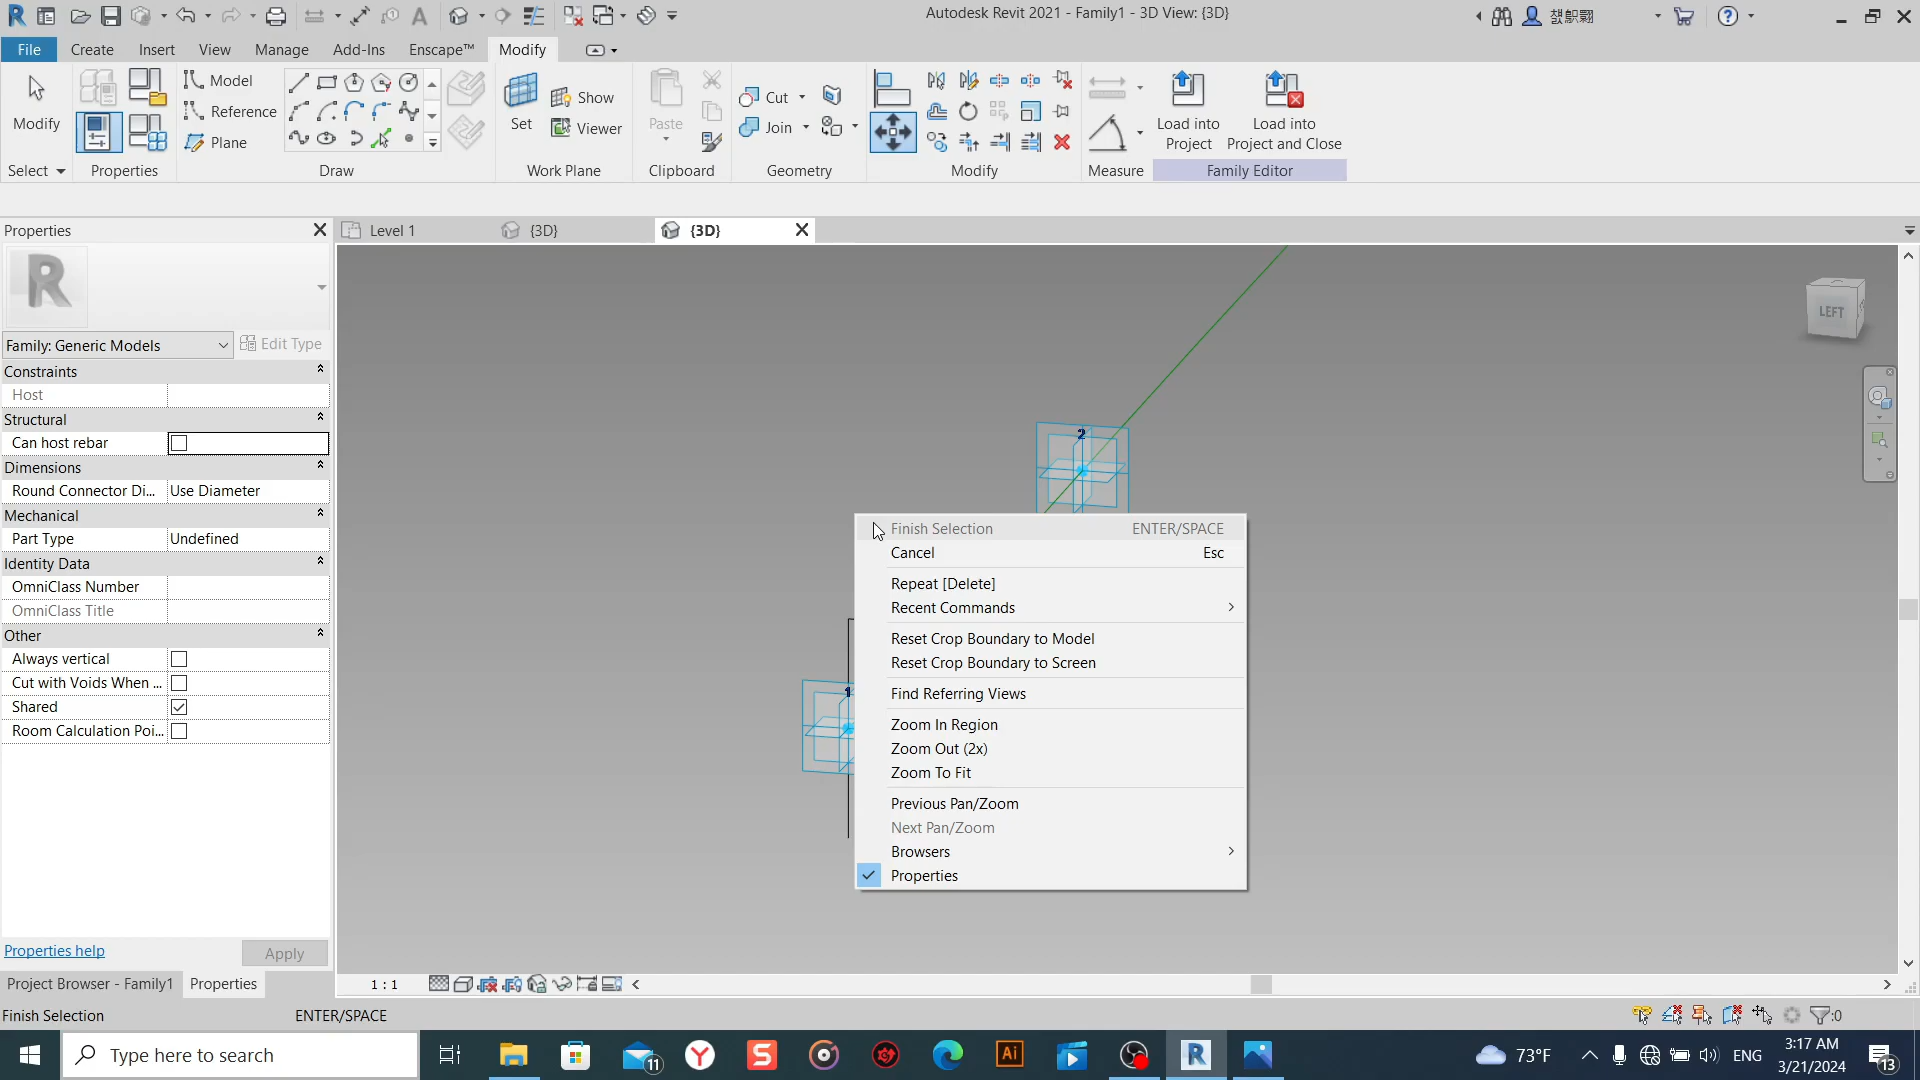 Autodesk Revit 2021 - Family1 - 3D View: {3D}
File Create Insert View Manage Add-Ins Enscape™ Modify
Modify
Model
Reference
Plane
Set
Show
Viewer
Paste
Cut
Join
Load into Project
Load into Project and Close
Select Properties Draw Work Plane Clipboard Geometry Modify Measure Family Editor
Properties
Level 1 {3D} {3D}
R
LEFT
Family: Generic Models Edit Type
Constraints
Host
Structural
Can host rebar
Dimensions
Round Connector Di... Use Diameter
Mechanical
Part Type Undefined
Identity Data
OmniClass Number
OmniClass Title
Other
Always vertical
Cut with Voids When ...
Shared
Room Calculation Poi...
2
1
Finish Selection ENTER/SPACE
Cancel Esc
Repeat [Delete]
Recent Commands
Reset Crop Boundary to Model
Reset Crop Boundary to Screen
Find Referring Views
Zoom In Region
Zoom Out (2x)
Zoom To Fit
Previous Pan/Zoom
Next Pan/Zoom
Browsers
Properties
Properties help Apply
Project Browser - Family1 Properties
1 : 1
Finish Selection ENTER/SPACE
:0
Type here to search
11
73°F
ENG
3:17 AM
3/21/2024
13